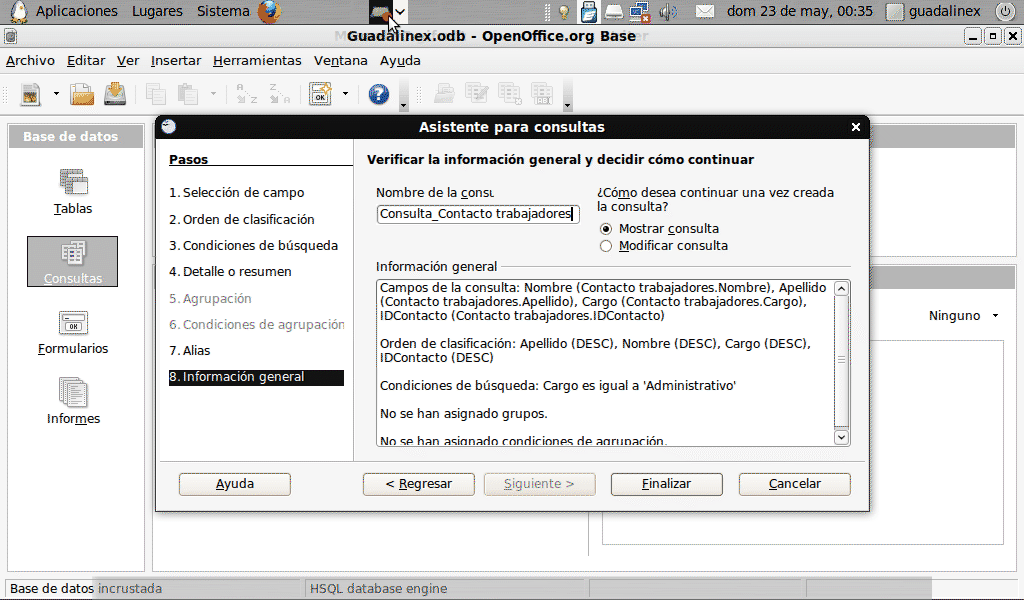 Aplicaciones Lugares Sistema dom 23 de may, 00:35 guadalinex
Guadalinex.odb - OpenOffice.org Base
Archivo Editar Ver Insertar Herramientas Ventana Ayuda
Base de datos
Tablas
Consultas
Formularios
Informes
Asistente para consultas
Pasos
1. Selección de campo
2. Orden de clasificación
3. Condiciones de búsqueda
4. Detalle o resumen
5. Agrupación
6. Condiciones de agrupación
7. Alias
8. Información general
Verificar la información general y decidir cómo continuar
Nombre de la consu
Consulta_Contacto trabajadores
¿Cómo desea continuar una vez creada
la consulta?
Mostrar consulta
Modificar consulta
Información general
Campos de la consulta: Nombre (Contacto trabajadores.Nombre), Apellido
(Contacto trabajadores.Apellido), Cargo (Contacto trabajadores.Cargo),
IDContacto (Contacto trabajadores.IDContacto)
Orden de clasificación: Apellido (DESC), Nombre (DESC), Cargo (DESC),
IDContacto (DESC)
Condiciones de búsqueda: Cargo es igual a 'Administrativo'
No se han asignado grupos.
No se han asignado condiciones de agrupación.
Ayuda < Regresar Siguiente > Finalizar Cancelar
Ninguno
Base de datos incrustada HSQL database engine